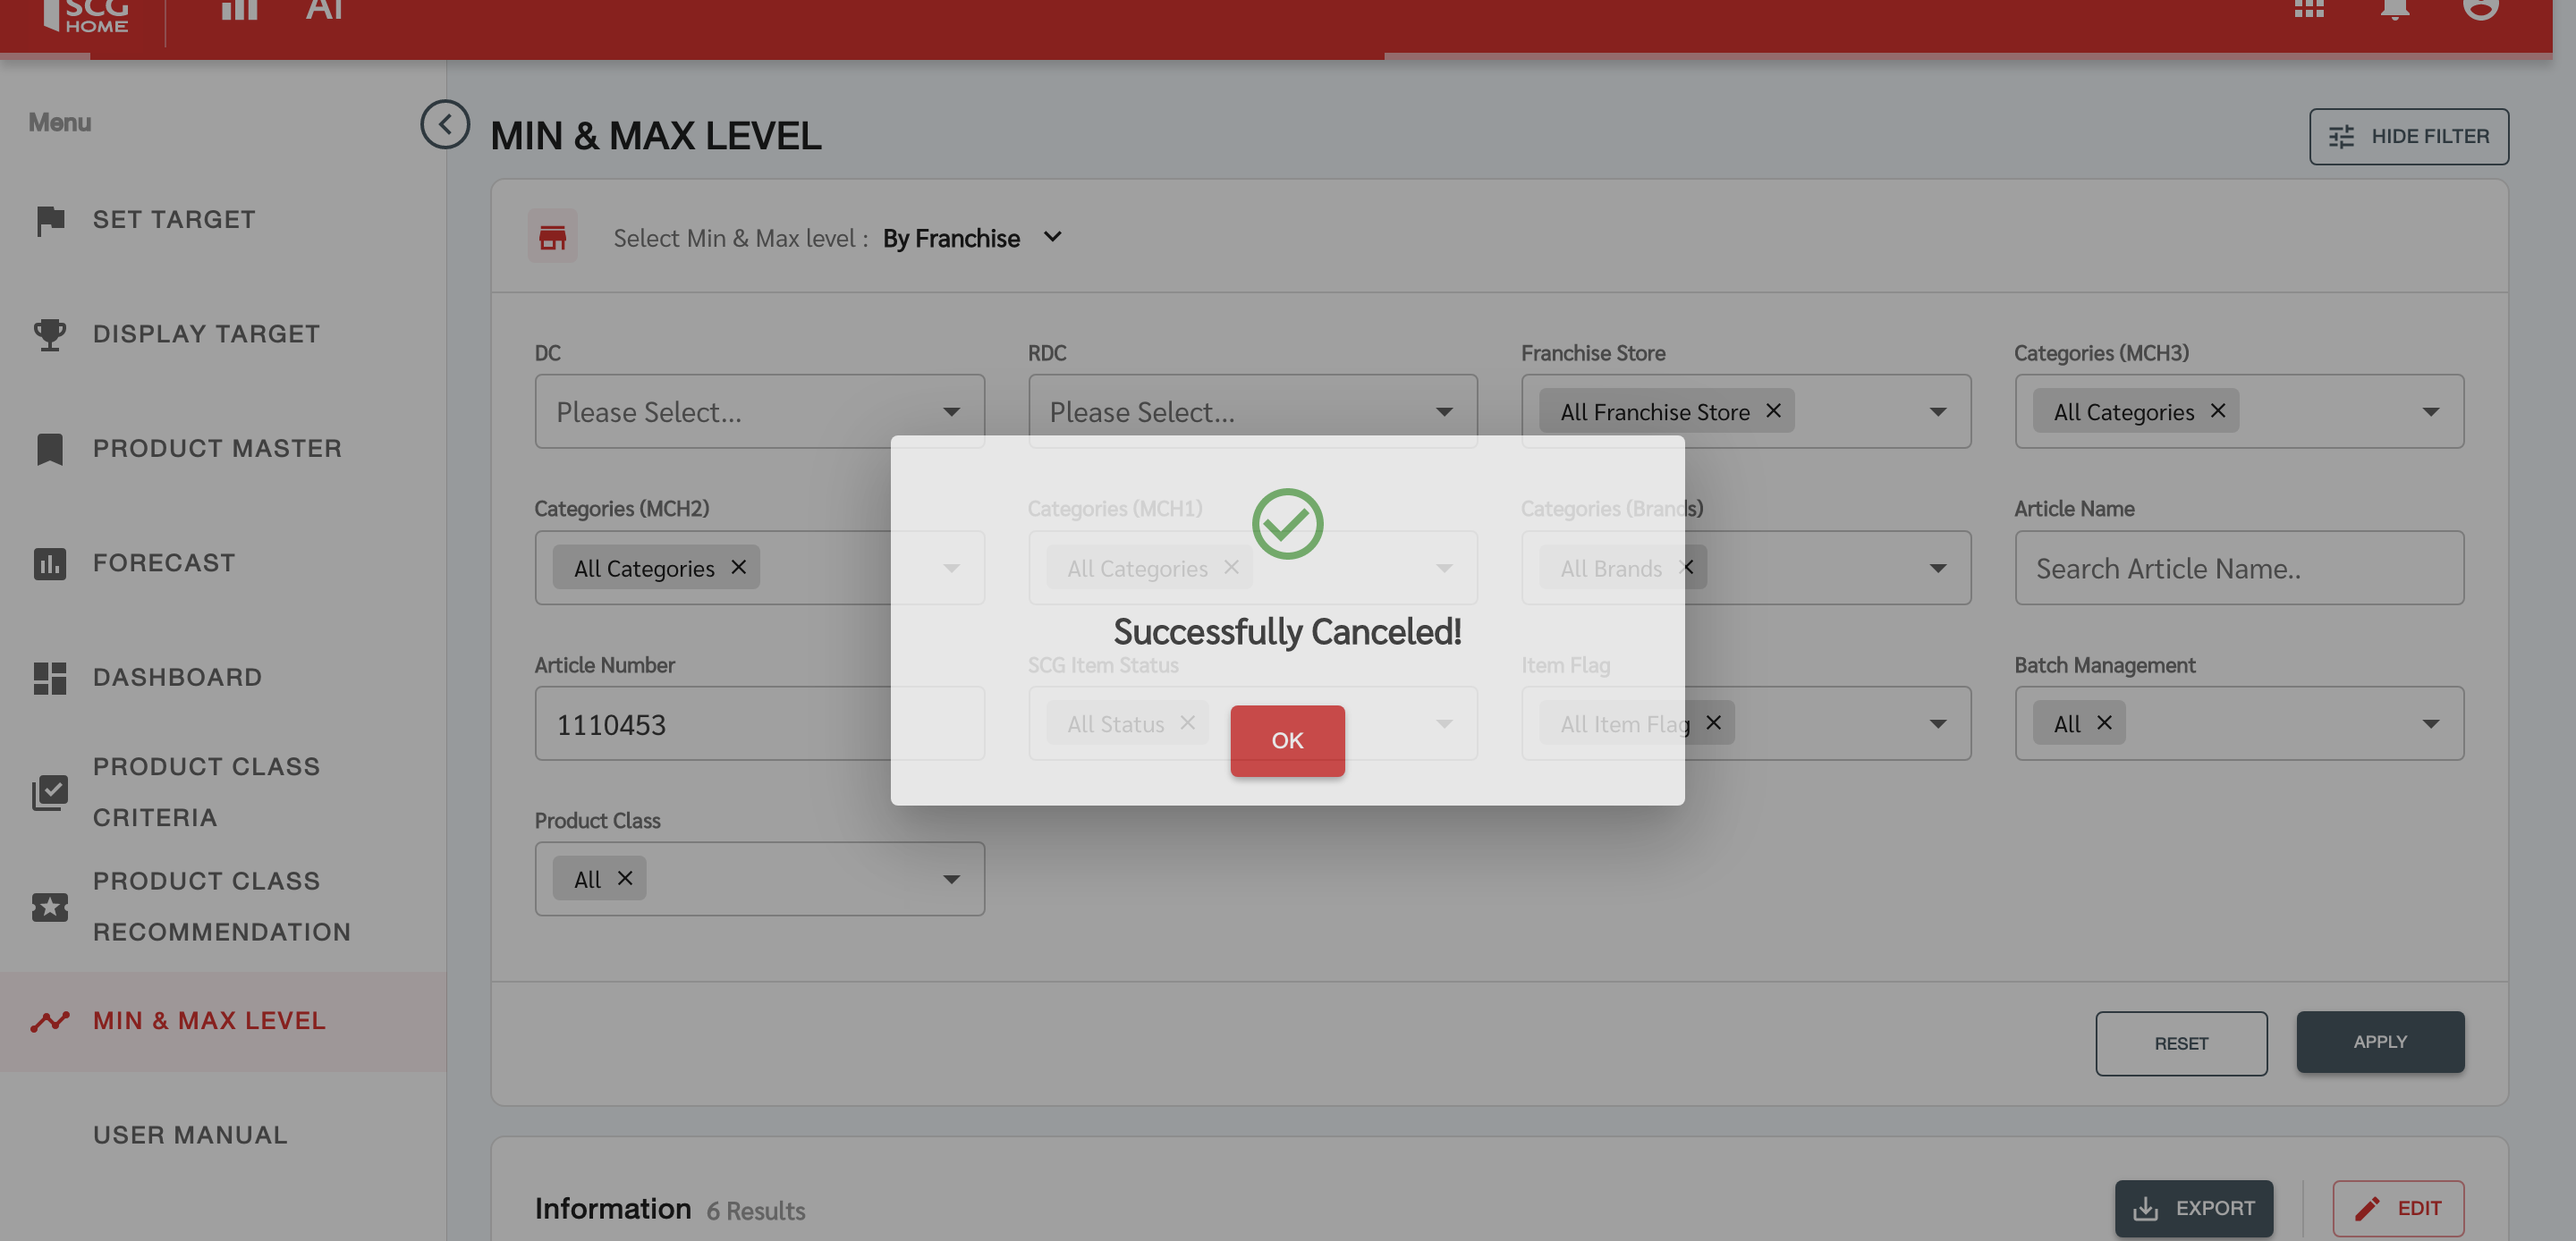 SCG
HOME
AI
Menu
MIN & MAX LEVEL
HIDE FILTER
SET TARGET
Select Min & Max level : By Franchise
DISPLAY TARGET
DC
RDC
Franchise Store
Categories (MCH3)
Please Select...
Please Select...
All Franchise Store
All Categories
PRODUCT MASTER
Categories (MCH2)
Categories (MCH1)
Categories (Brands)
Article Name
FORECAST
All Categories
All Categories
All Brands
Search Article Name..
Successfully Canceled!
DASHBOARD
Article Number
SCG Item Status
Item Flag
Batch Management
1110453
All Status
All Item Flag
All
OK
PRODUCT CLASS
CRITERIA
Product Class
All
PRODUCT CLASS
RECOMMENDATION
MIN & MAX LEVEL
RESET
APPLY
USER MANUAL
Information 6 Results
EXPORT
EDIT